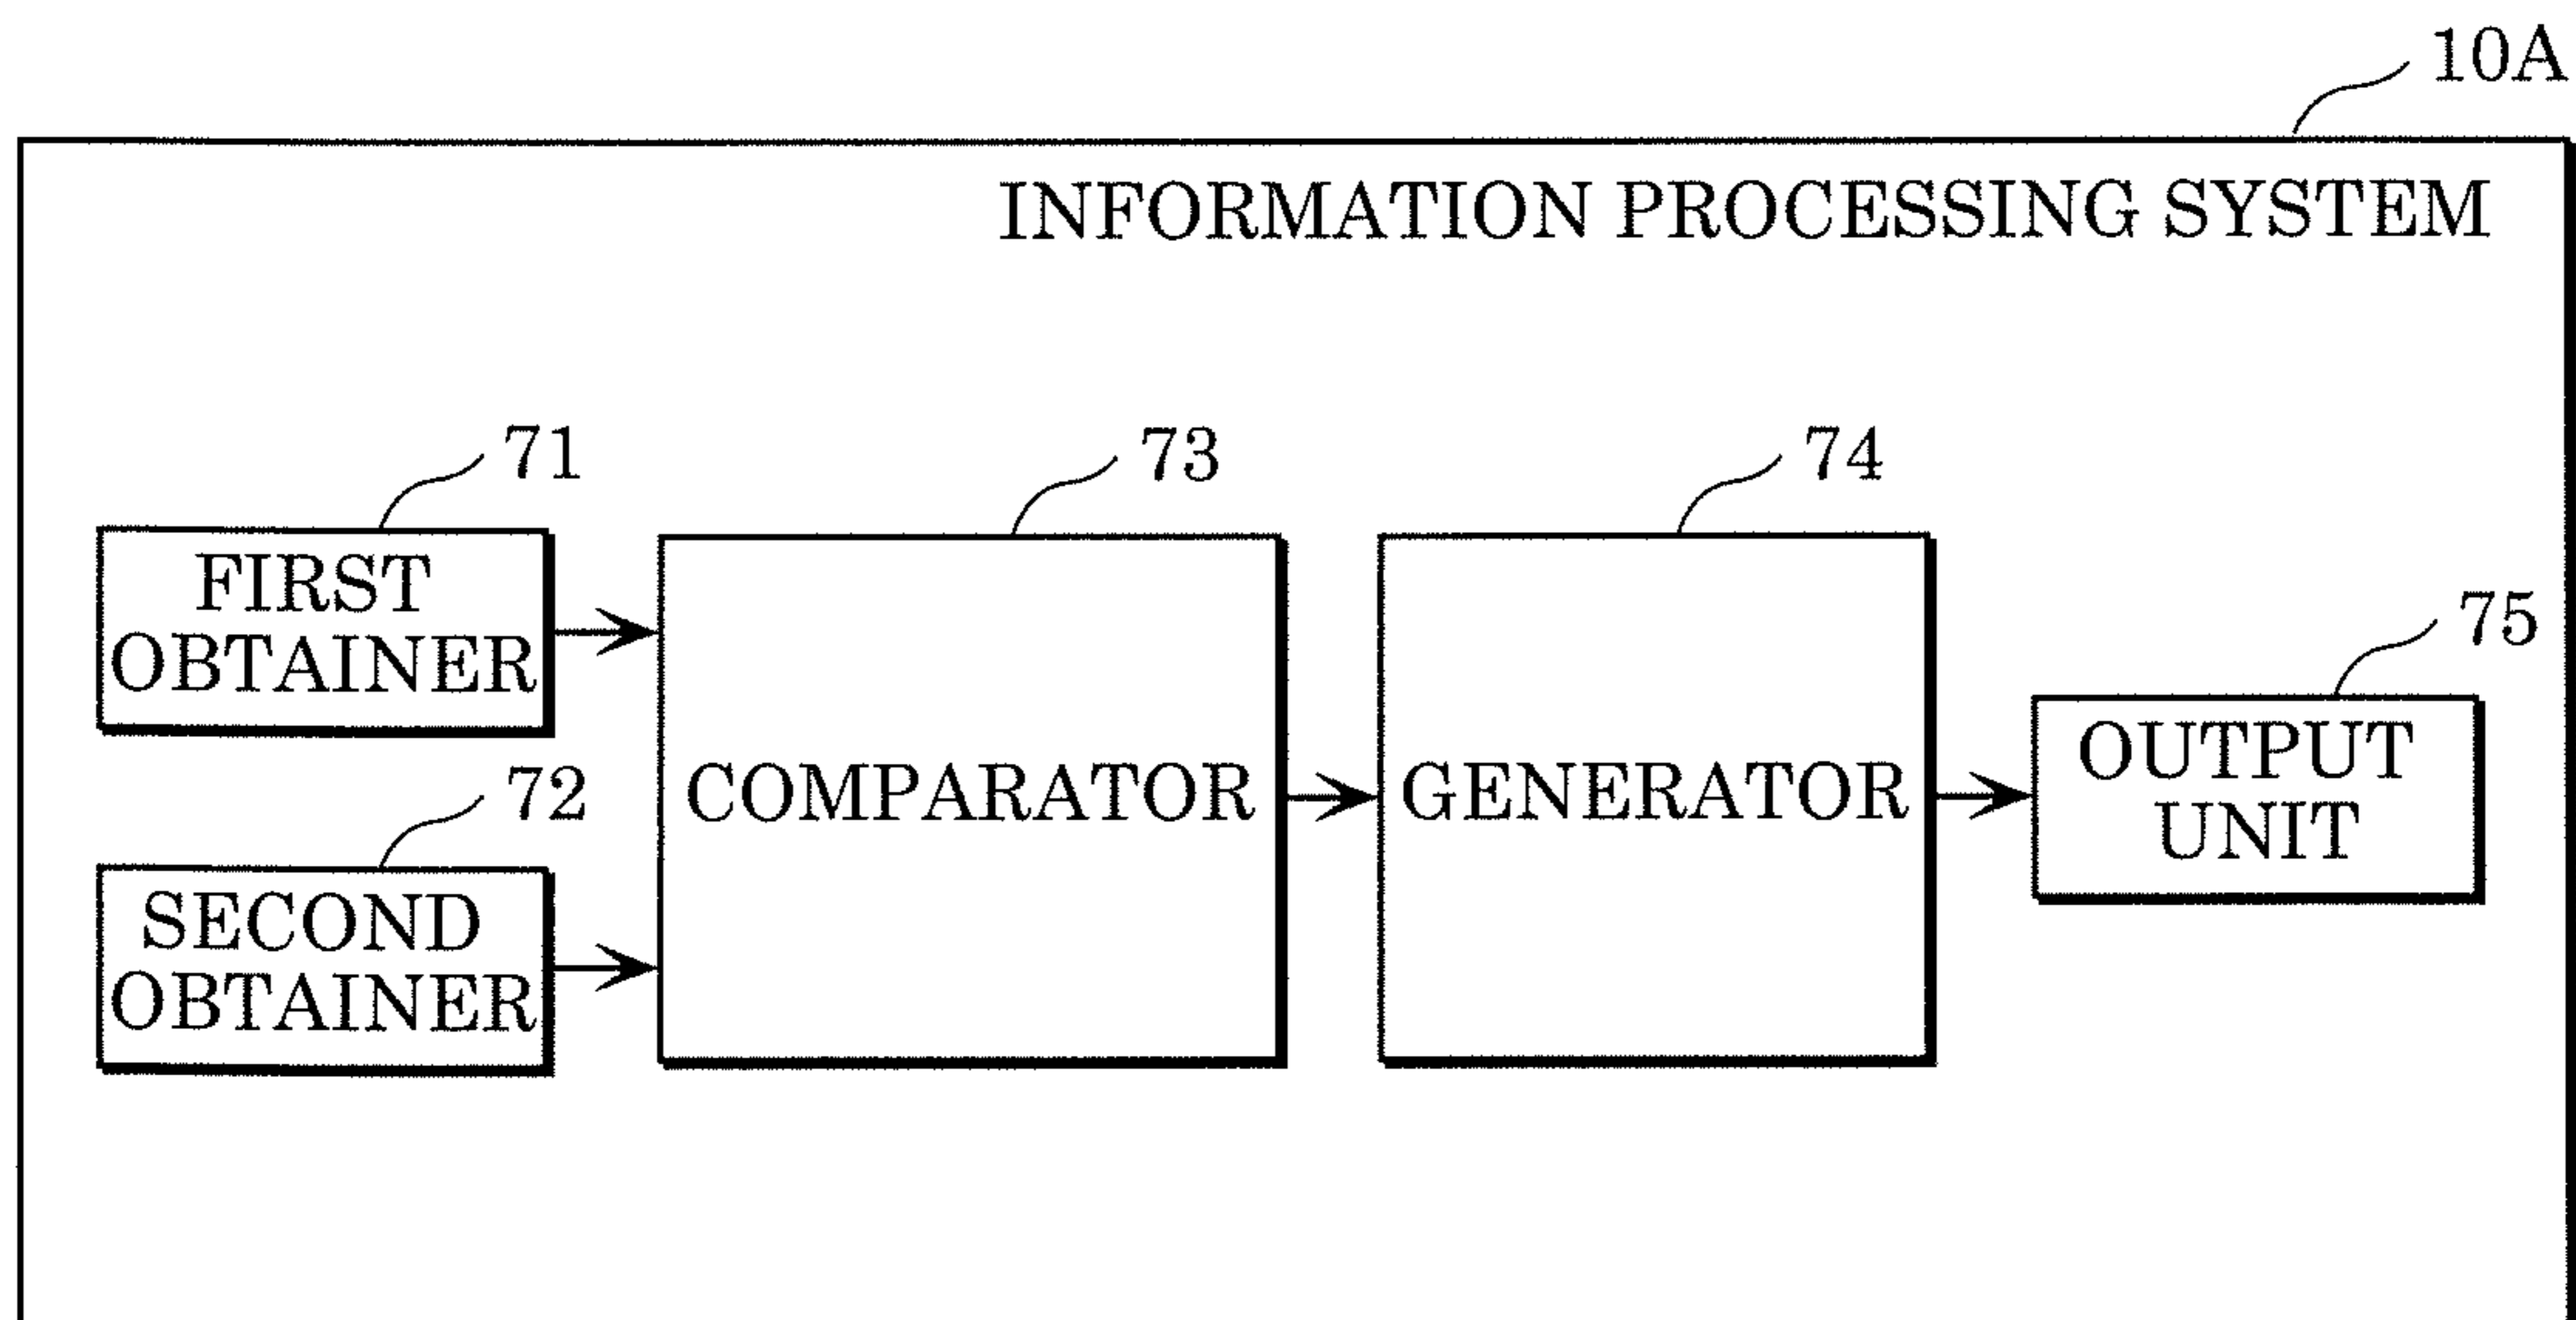 10A
INFORMATION PROCESSING SYSTEM
71
FIRST
OBTAINER
72
SECOND
OBTAINER
73
COMPARATOR
74
GENERATOR
75
OUTPUT
UNIT